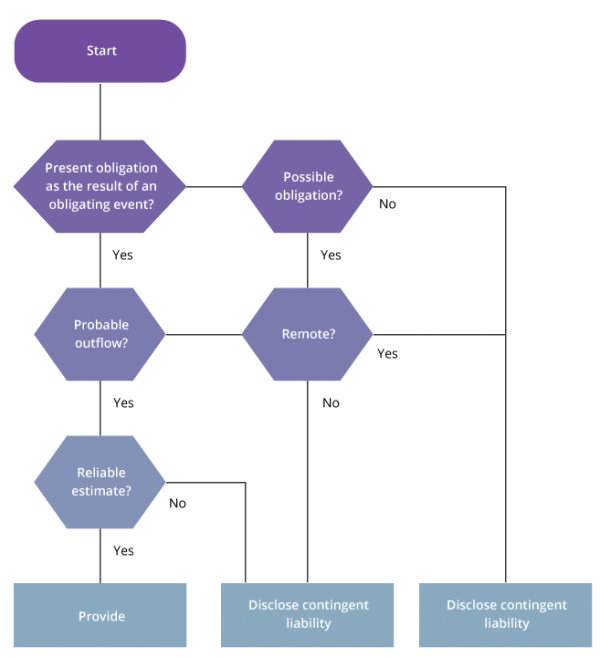 Start
Present obligation
as the result of an
obligating event?
Possible
obligation?
No
Yes
Yes
Probable
outflow?
Remote?
Yes
Yes
No
Reliable
estimate?
No
Yes
Provide
Disclose contingent
liability
Disclose contingent
liability